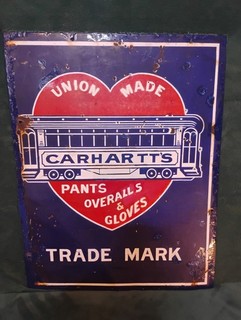 UNION MADE
CARHARTT'S
PANTS
OVERALLS
&
GLOVES
TRADE MARK